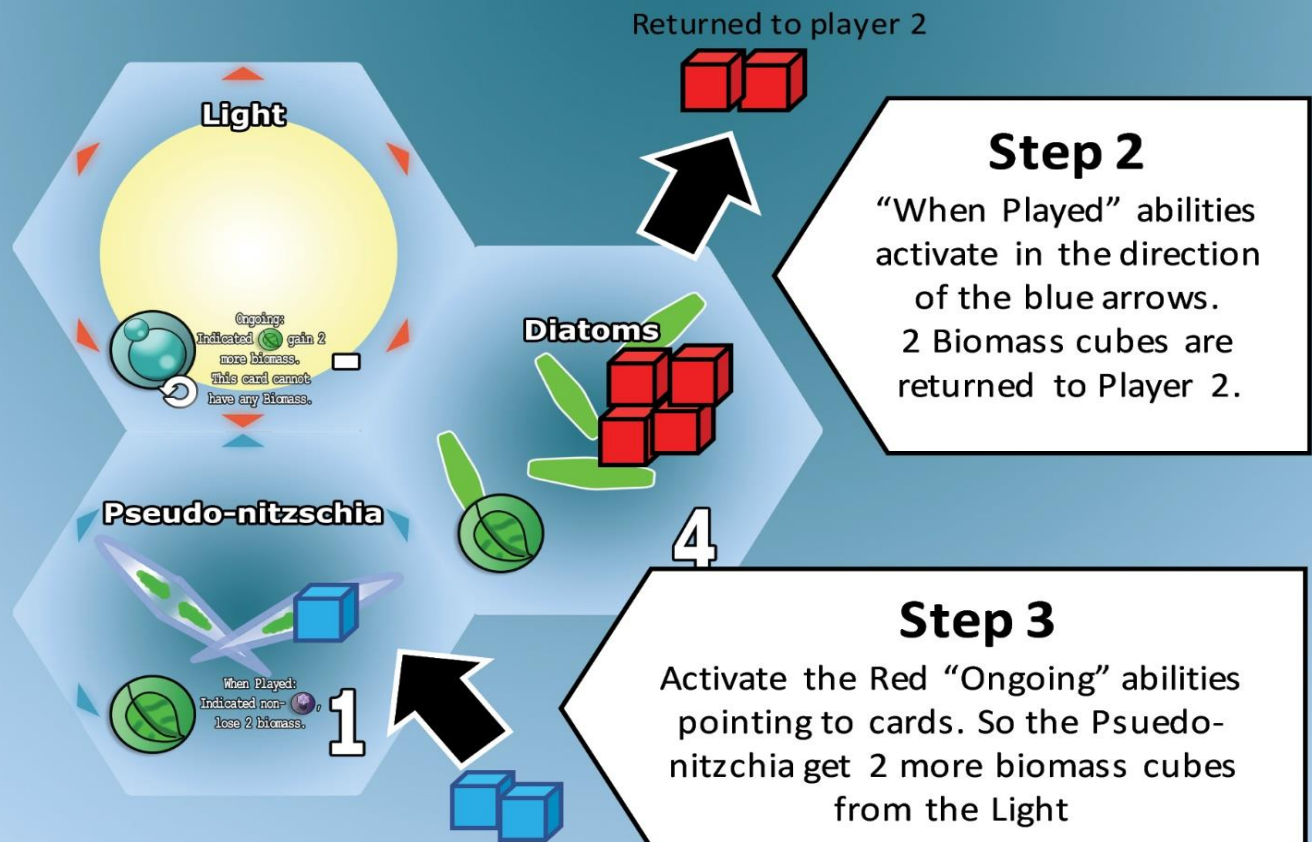 Returned to player 2
Light
Ongoing:
Indicated gain 2
more biomass.
This card cannot
have any Biomass.
Diatoms
4
Pseudo-nitzschia
When Played:
Indicated non- ,
lose 2 biomass.
1
Step 2
“When Played” abilities
activate in the direction
of the blue arrows.
2 Biomass cubes are
returned to Player 2.
Step 3
Activate the Red “Ongoing” abilities
pointing to cards. So the Psuedo-
nitzchia get 2 more biomass cubes
from the Light